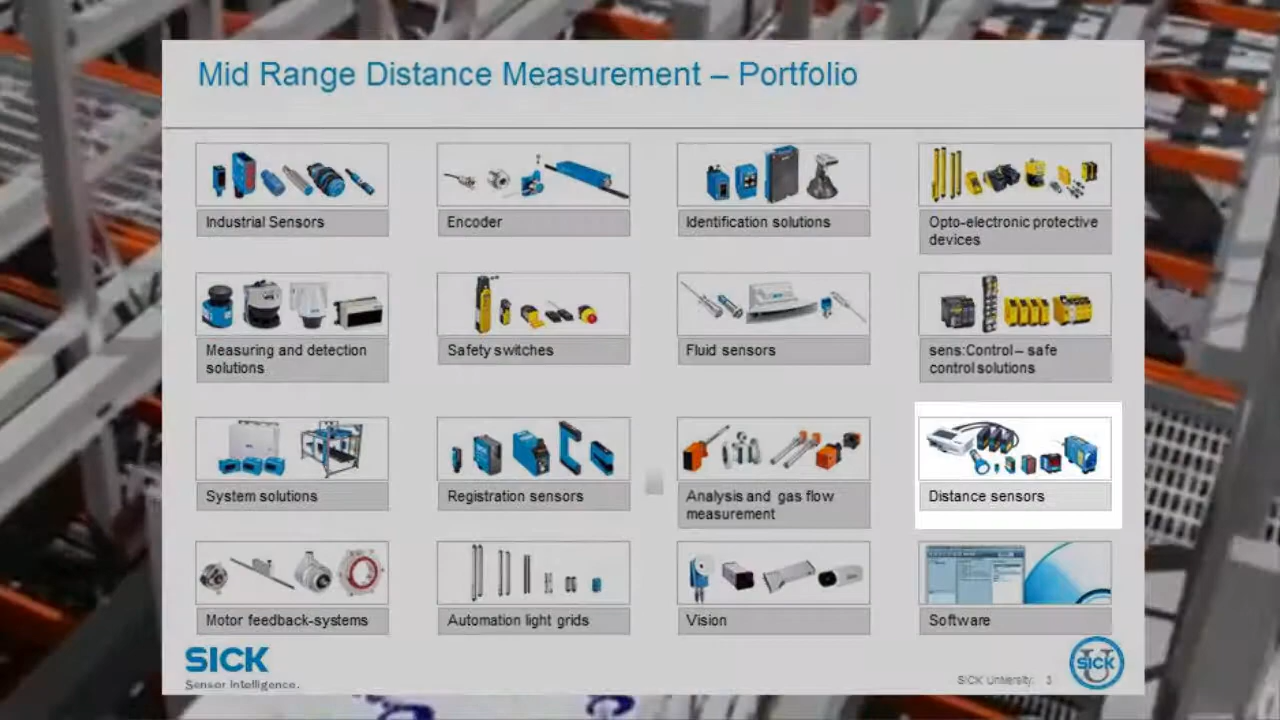 Mid Range Distance Measurement – Portfolio
Industrial Sensors
Encoder
Identification solutions
Opto-electronic protective
devices
Measuring and detection
solutions
Safety switches
Fluid sensors
sens:Control – safe
control solutions
System solutions
Registration sensors
Analysis and gas flow
measurement
Distance sensors
Motor feedback-systems
Automation light grids
Vision
Software
SICK
Sensor Intelligence.
SICK University 3
SICK
U